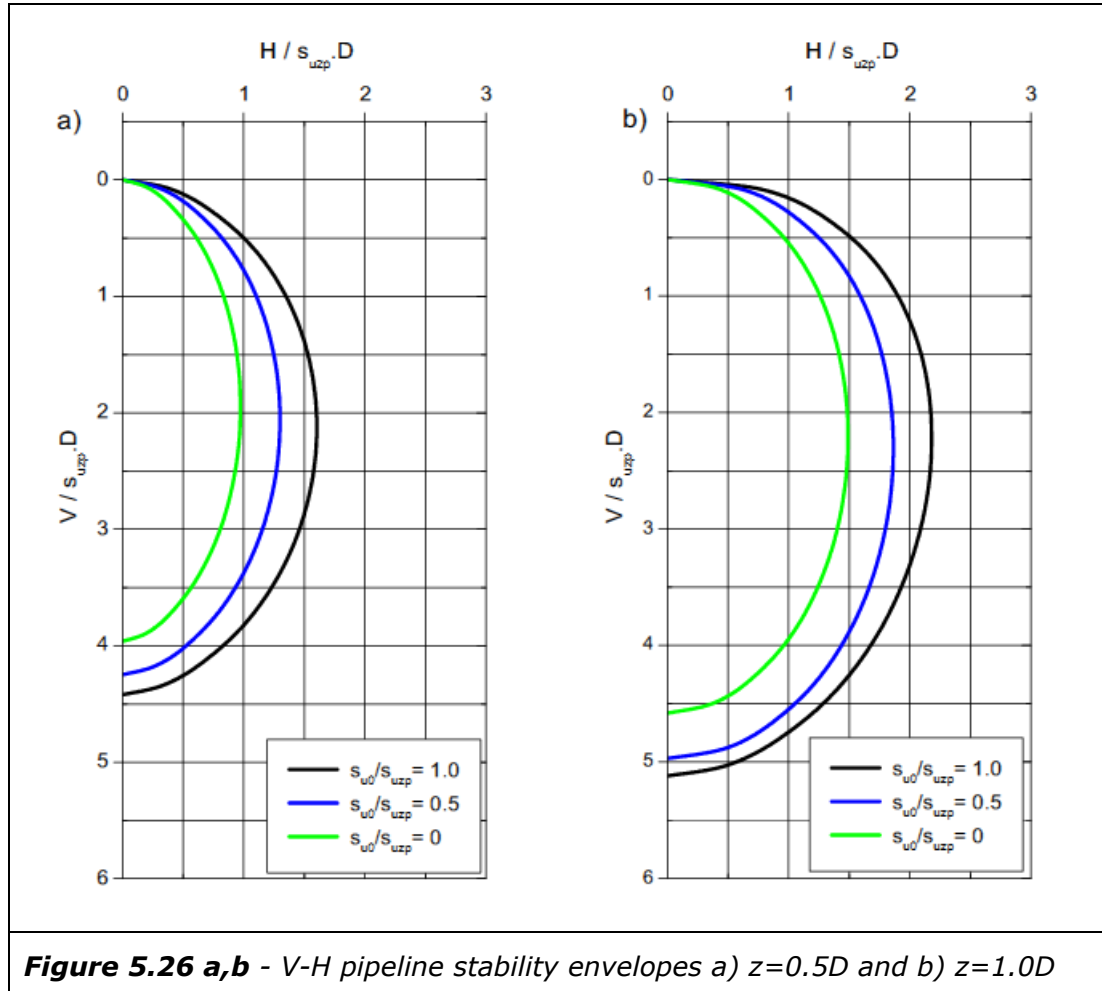 H / s_uzp.D
0 1 2 3
a)
0
1
2
3
4
5
6
V / s_uzp.D
s_u0/s_uzp= 1.0
s_u0/s_uzp= 0.5
s_u0/s_uzp= 0
H / s_uzp.D
0 1 2 3
b)
0
1
2
3
4
5
6
V / s_uzp.D
s_u0/s_uzp= 1.0
s_u0/s_uzp= 0.5
s_u0/s_uzp= 0
Figure 5.26 a,b - V-H pipeline stability envelopes a) z=0.5D and b) z=1.0D